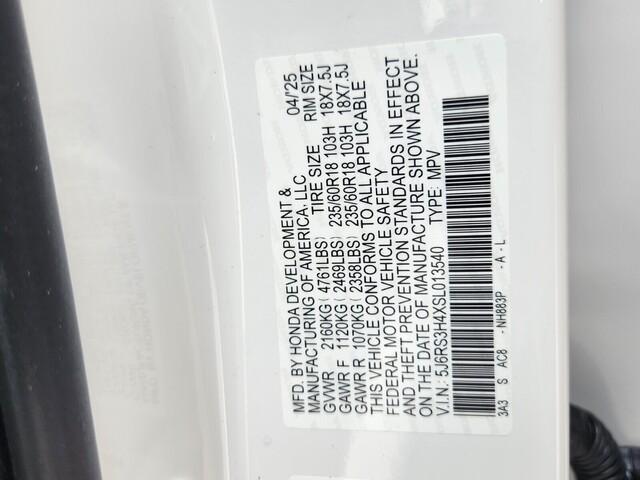 MFD. BY HONDA DEVELOPMENT & 04/'25
MANUFACTURING OF AMERICA, LLC TIRE SIZE RIM SIZE
GVWR 2160KG ( 4761LBS)
GAWR F 1120KG ( 2469LBS) 235/60R18 103H 18X7.5J
GAWR R 1070KG ( 2358LBS) 235/60R18 103H 18X7.5J
THIS VEHICLE CONFORMS TO ALL APPLICABLE
FEDERAL MOTOR VEHICLE SAFETY
AND THEFT PREVENTION STANDARDS IN EFFECT
ON THE DATE OF MANUFACTURE SHOWN ABOVE.
V.I.N: 5J6RS3H4XSL013540 TYPE: MPV
3A3 S AC8 - NH883P - A - L